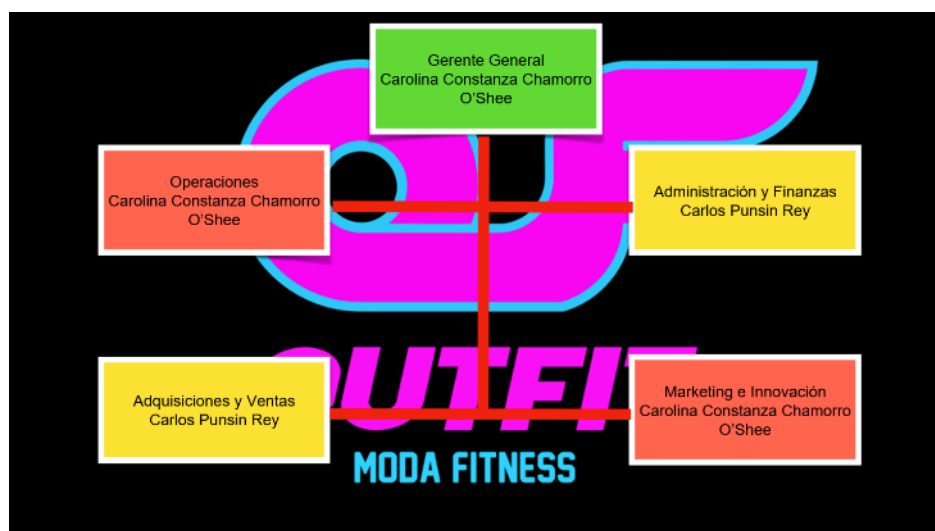 Gerente General
Carolina Constanza Chamorro
O'Shee
Operaciones
Carolina Constanza Chamorro
O'Shee
Administración y Finanzas
Carlos Punsin Rey
Adquisiciones y Ventas
Carlos Punsin Rey
Marketing e Innovación
Carolina Constanza Chamorro
O'Shee
OUTFIT
MODA FITNESS